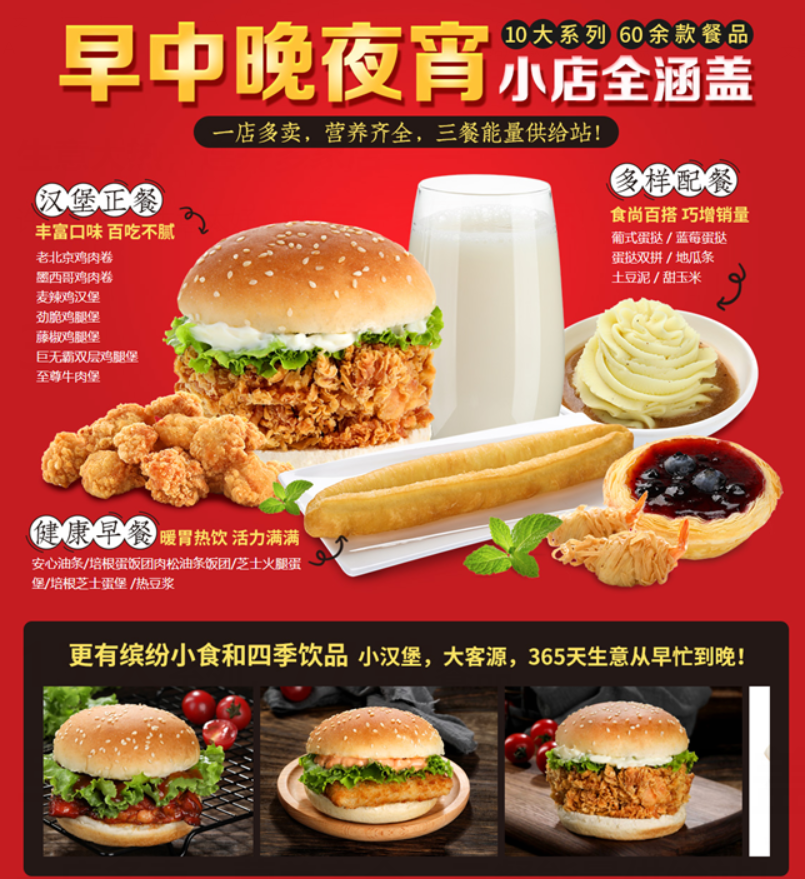 早中晚夜宵
10大系列 60余款餐品
小店全涵盖
一店多卖，营养齐全，三餐能量供给站！
汉堡正餐
丰富口味 百吃不腻
老北京鸡肉卷
墨西哥鸡肉卷
麦辣鸡汉堡
劲脆鸡腿堡
藤椒鸡腿堡
巨无霸双层鸡腿堡
至尊牛肉堡
多样配餐
食尚百搭 巧增销量
葡式蛋挞 / 蓝莓蛋挞
蛋挞双拼 / 地瓜条
土豆泥 / 甜玉米
健康早餐
暖胃热饮 活力满满
安心油条/培根蛋饭团肉松油条饭团/芝士火腿蛋
堡/培根芝士蛋堡 /热豆浆
更有缤纷小食和四季饮品 小汉堡，大客源，365天生意从早忙到晚！